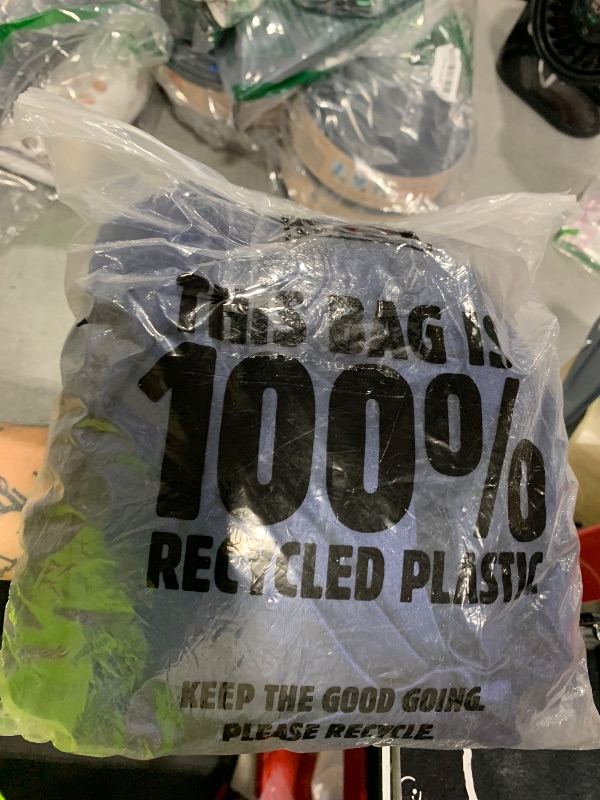 THIS BAG IS
100%
RECYCLED PLASTIC
KEEP THE GOOD GOING.
PLEASE RECYCLE.